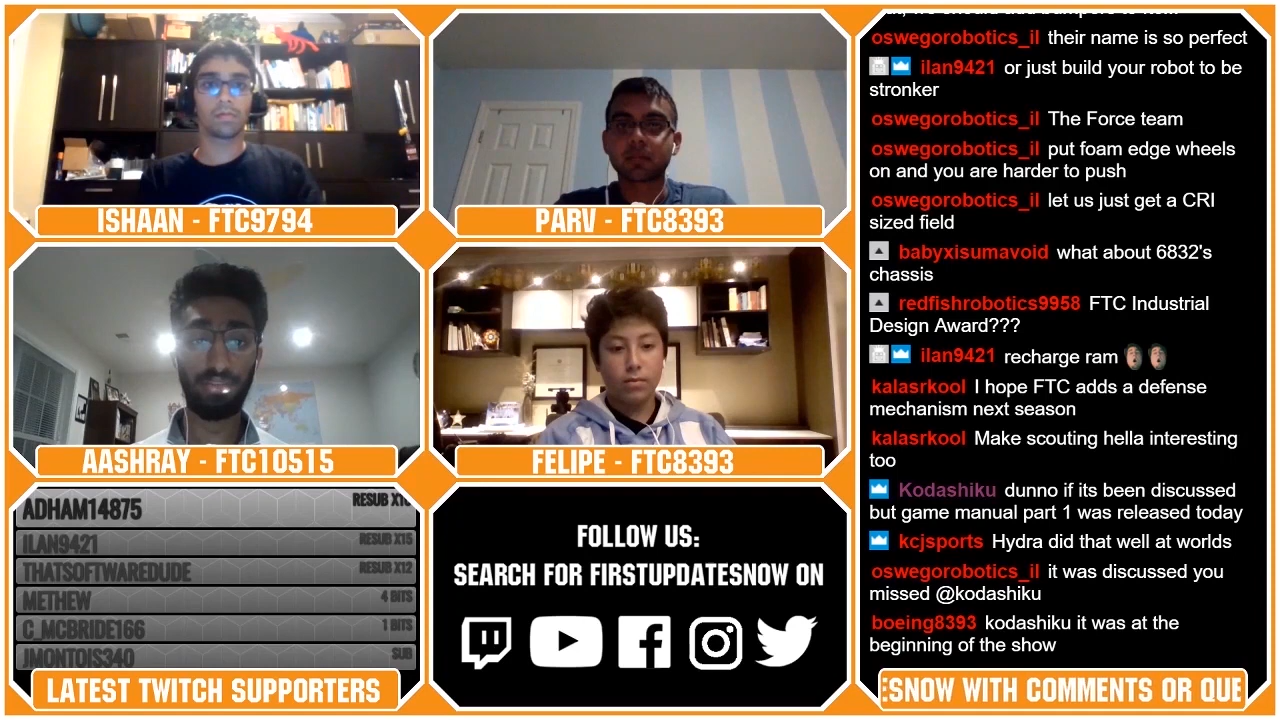 ISHAAN - FTC9794
PARV - FTC8393
AASHRAY - FTC10515
FELIPE - FTC8393
ADHAM14875 RESUB X16
ILAN9421 RESUB X15
THATSOFTWAREDUDE RESUB X12
METHEW 4 BITS
C_MCBRIDE166 1 BITS
JMONTOIS340 SUB
LATEST TWITCH SUPPORTERS
FOLLOW US:
SEARCH FOR FIRSTUPDATESNOW ON
oswegorobotics_il their name is so perfect
ilan9421 or just build your robot to be
stronker
oswegorobotics_il The Force team
oswegorobotics_il put foam edge wheels
on and you are harder to push
oswegorobotics_il let us just get a CRI
sized field
babyxisumavoid what about 6832's
chassis
redfishrobotics9958 FTC Industrial
Design Award???
ilan9421 recharge ram
kalasrkool I hope FTC adds a defense
mechanism next season
kalasrkool Make scouting hella interesting
too
Kodashiku dunno if its been discussed
but game manual part 1 was released today
kcjsports Hydra did that well at worlds
oswegorobotics_il it was discussed you
missed @kodashiku
boeing8393 kodashiku it was at the
beginning of the show
ESNOW WITH COMMENTS OR QUE